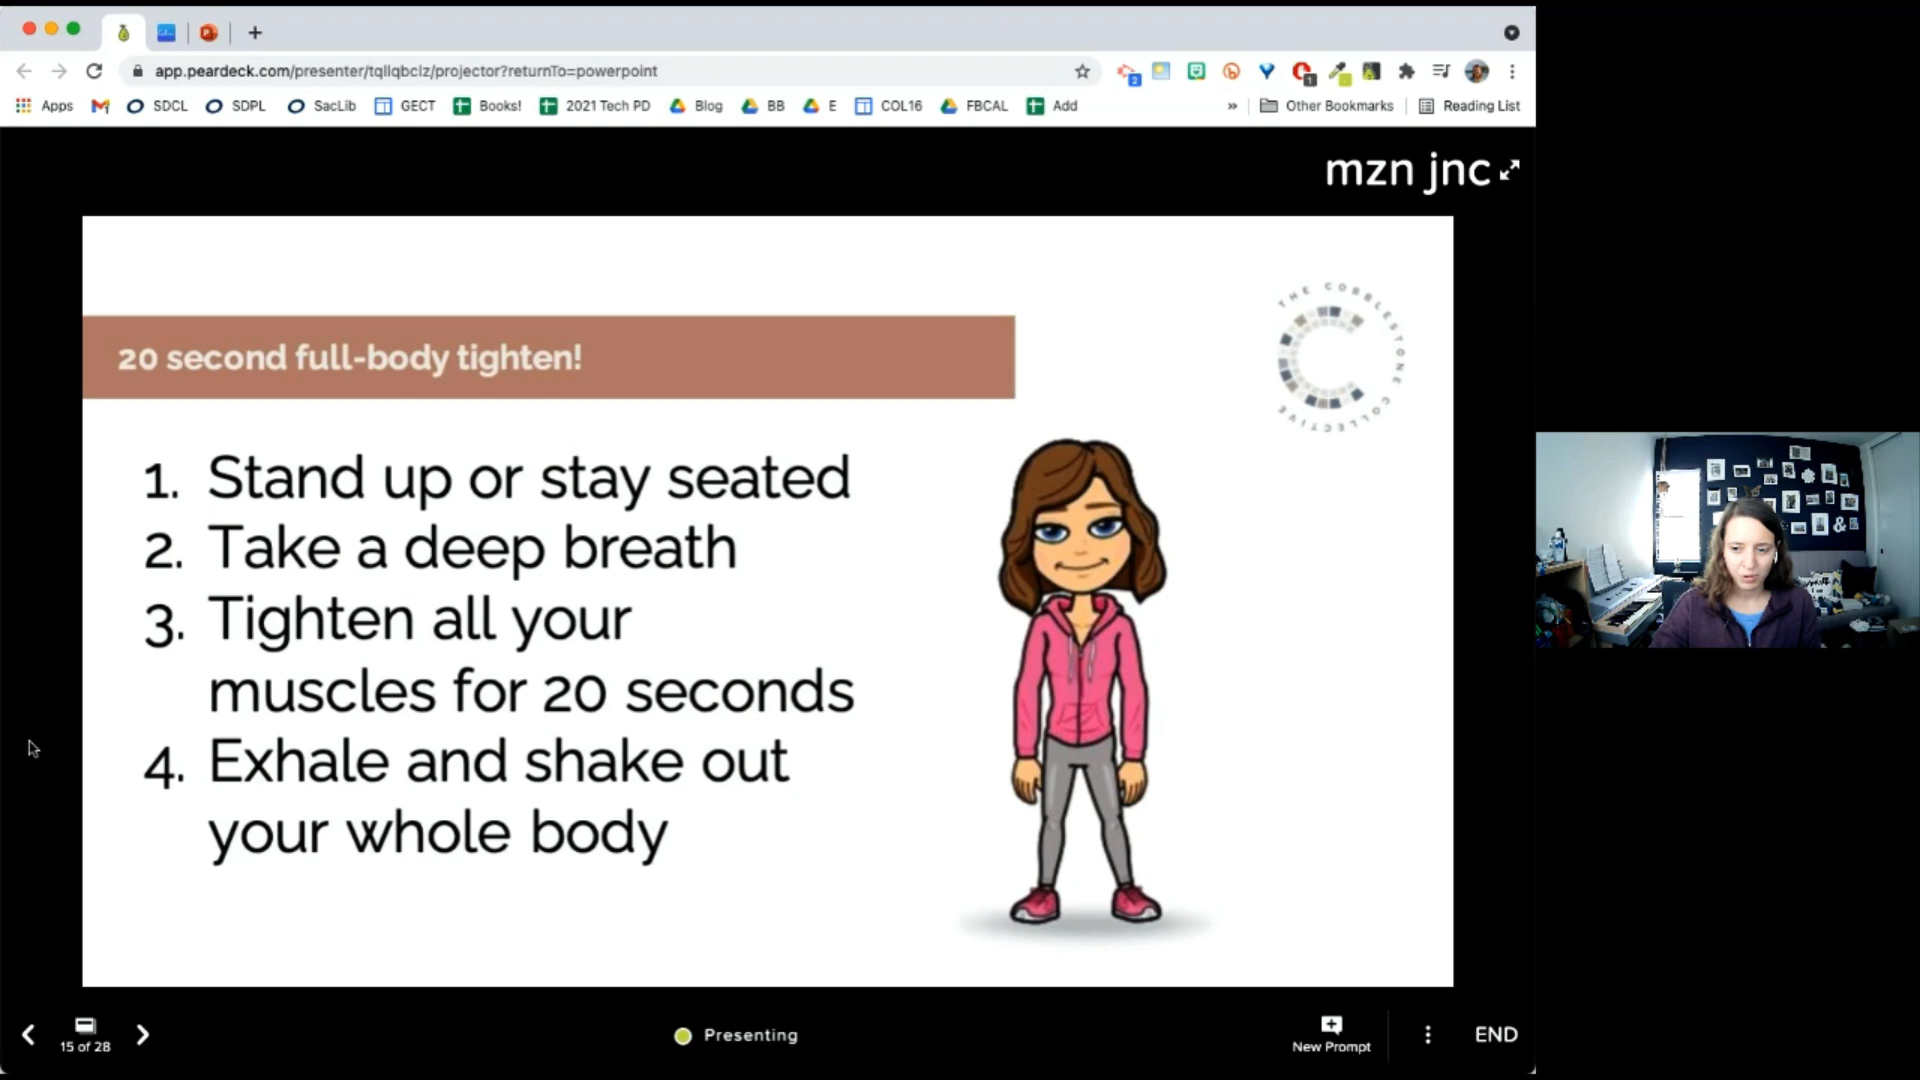 app.peardeck.com/presenter/tqllqbclz/projector?returnTo=powerpoint
Apps SDCL SDPL SacLib GECT Books! 2021 Tech PD Blog BB E COL16 FBCAL Add » Other Bookmarks Reading List
mzn jnc
THE COBBLESTONE COLLECTIVE
20 second full-body tighten!
1. Stand up or stay seated
2. Take a deep breath
3. Tighten all your
muscles for 20 seconds
4. Exhale and shake out
your whole body
15 of 28
Presenting
New Prompt
END
&